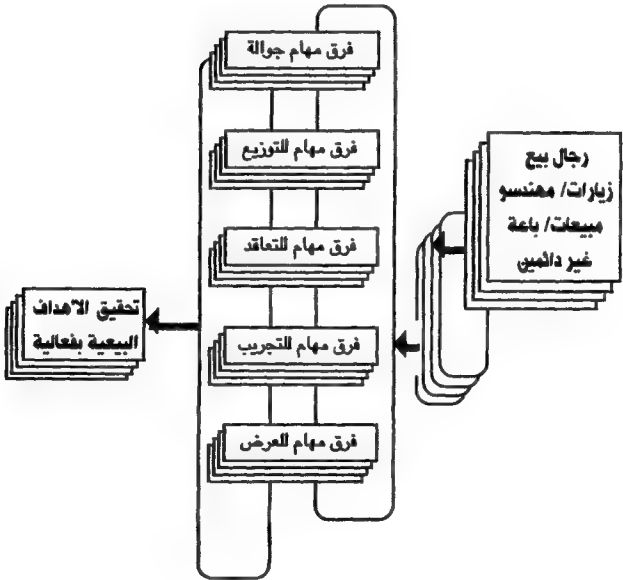 فرق مهام جوالة
فرق مهام للتوزيع
فرق مهام للتعاقد
فرق مهام للتجريب
فرق مهام للعرض
رجال بيع
زيارات/ مهندسو
مبيعات/ باعة
غير دائمين
تحقيق الأهداف
البيعية بفعالية